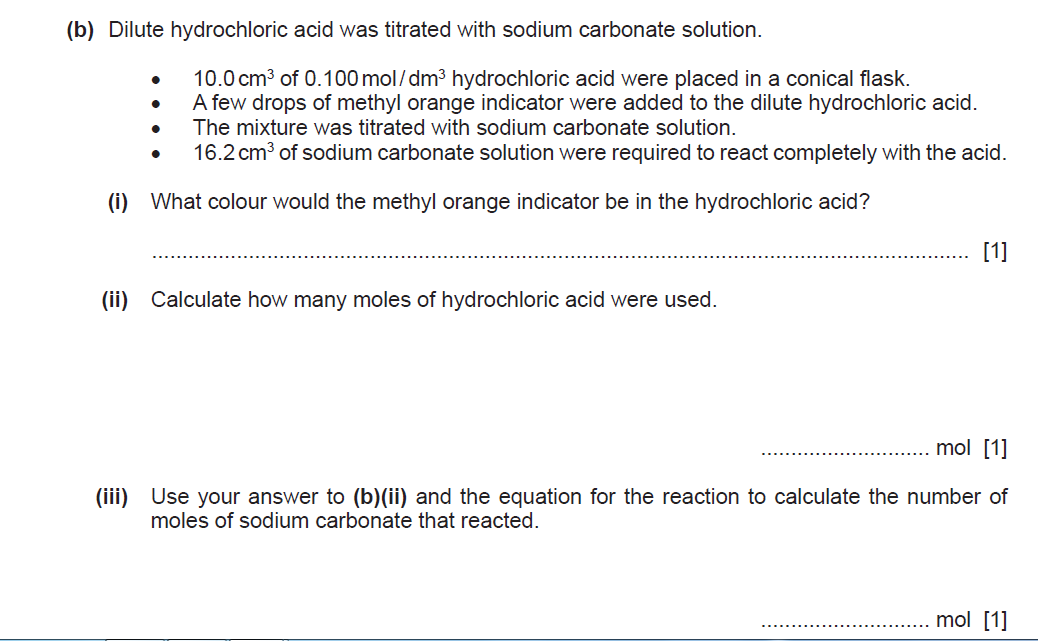 (b) Dilute hydrochloric acid was titrated with sodium carbonate solution.
• 10.0 cm³ of 0.100 mol/dm³ hydrochloric acid were placed in a conical flask.
• A few drops of methyl orange indicator were added to the dilute hydrochloric acid.
• The mixture was titrated with sodium carbonate solution.
• 16.2 cm³ of sodium carbonate solution were required to react completely with the acid.
(i) What colour would the methyl orange indicator be in the hydrochloric acid?
.......................................................................................................................................... [1]
(ii) Calculate how many moles of hydrochloric acid were used.
............................ mol [1]
(iii) Use your answer to (b)(ii) and the equation for the reaction to calculate the number of
moles of sodium carbonate that reacted.
............................ mol [1]